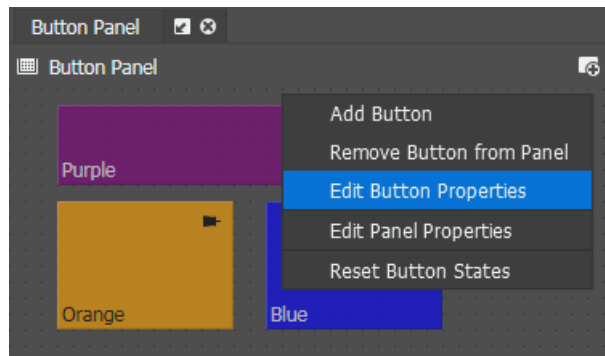 Button Panel
Button Panel
Add Button
Remove Button from Panel
Purple
Edit Button Properties
Edit Panel Properties
Reset Button States
Orange
Blue